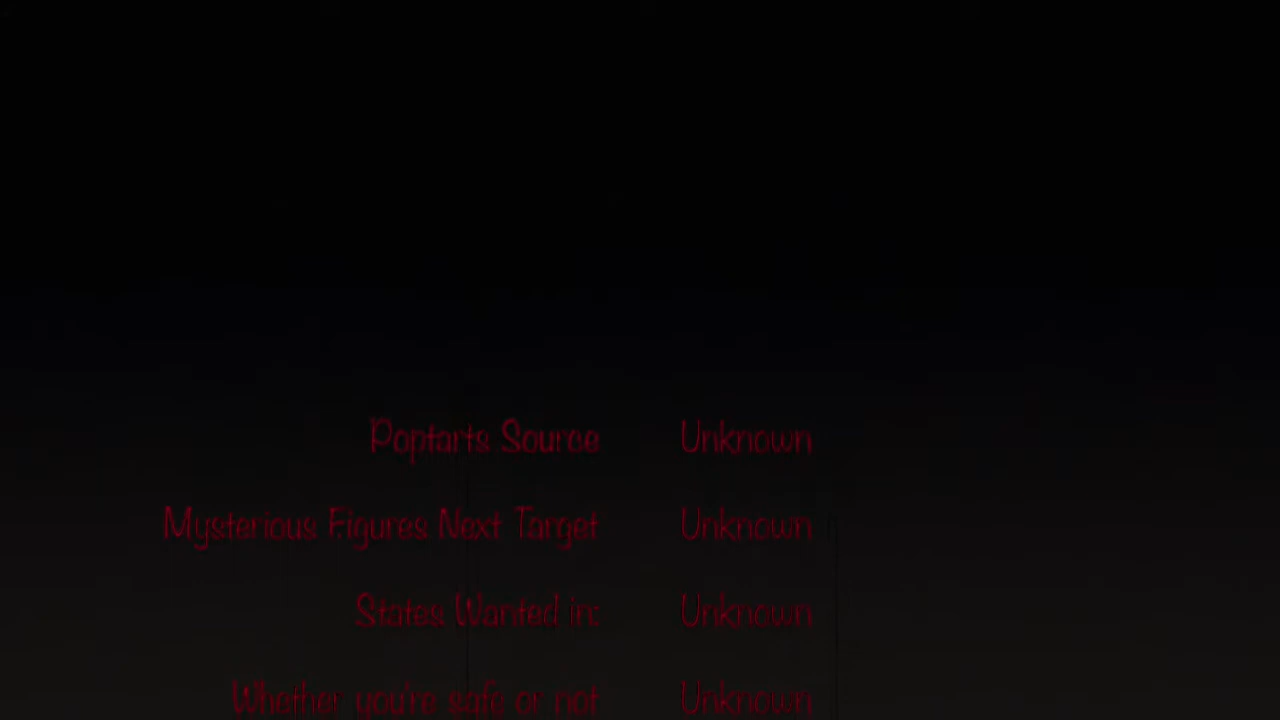 Poptarts Source Unknown
Mysterious Figures Next Target Unknown
States Wanted in: Unknown
Whether you're safe or not Unknown